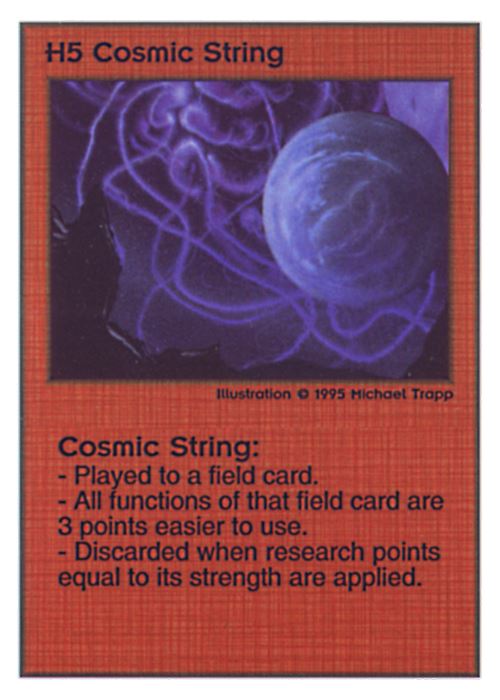 H5 Cosmic String
Illustration © 1995 Michael Trapp
Cosmic String:
- Played to a field card.
- All functions of that field card are
3 points easier to use.
- Discarded when research points
equal to its strength are applied.